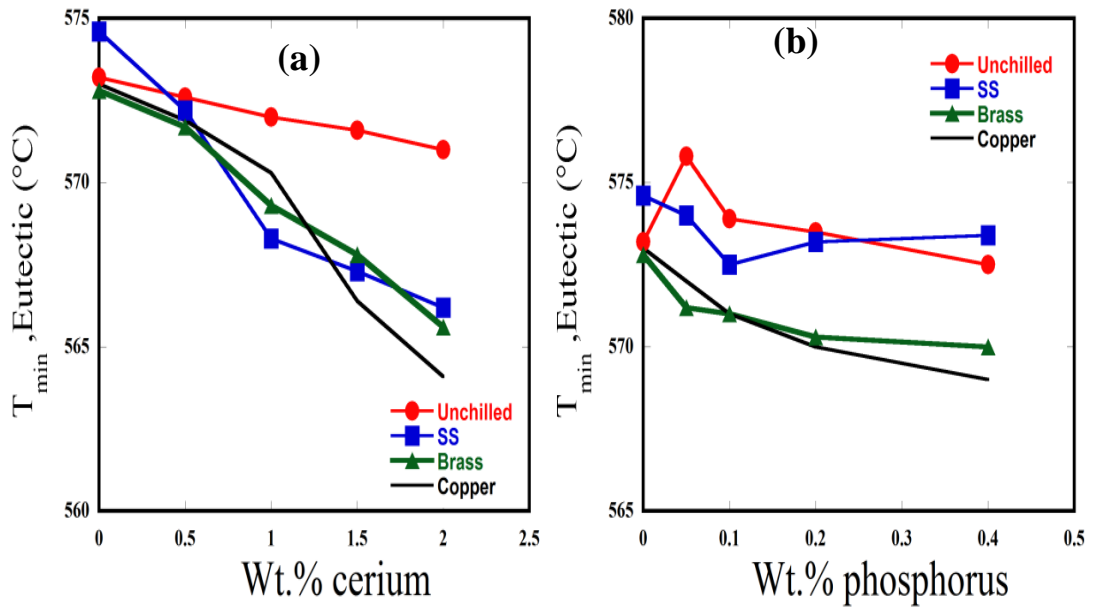 (a)
575
570
565
560
T min ,Eutectic (°C)
Unchilled
SS
Brass
Copper
0 0.5 1 1.5 2 2.5
Wt.% cerium
(b)
580
575
570
565
T min ,Eutectic (°C)
Unchilled
SS
Brass
Copper
0 0.1 0.2 0.3 0.4 0.5
Wt.% phosphorus